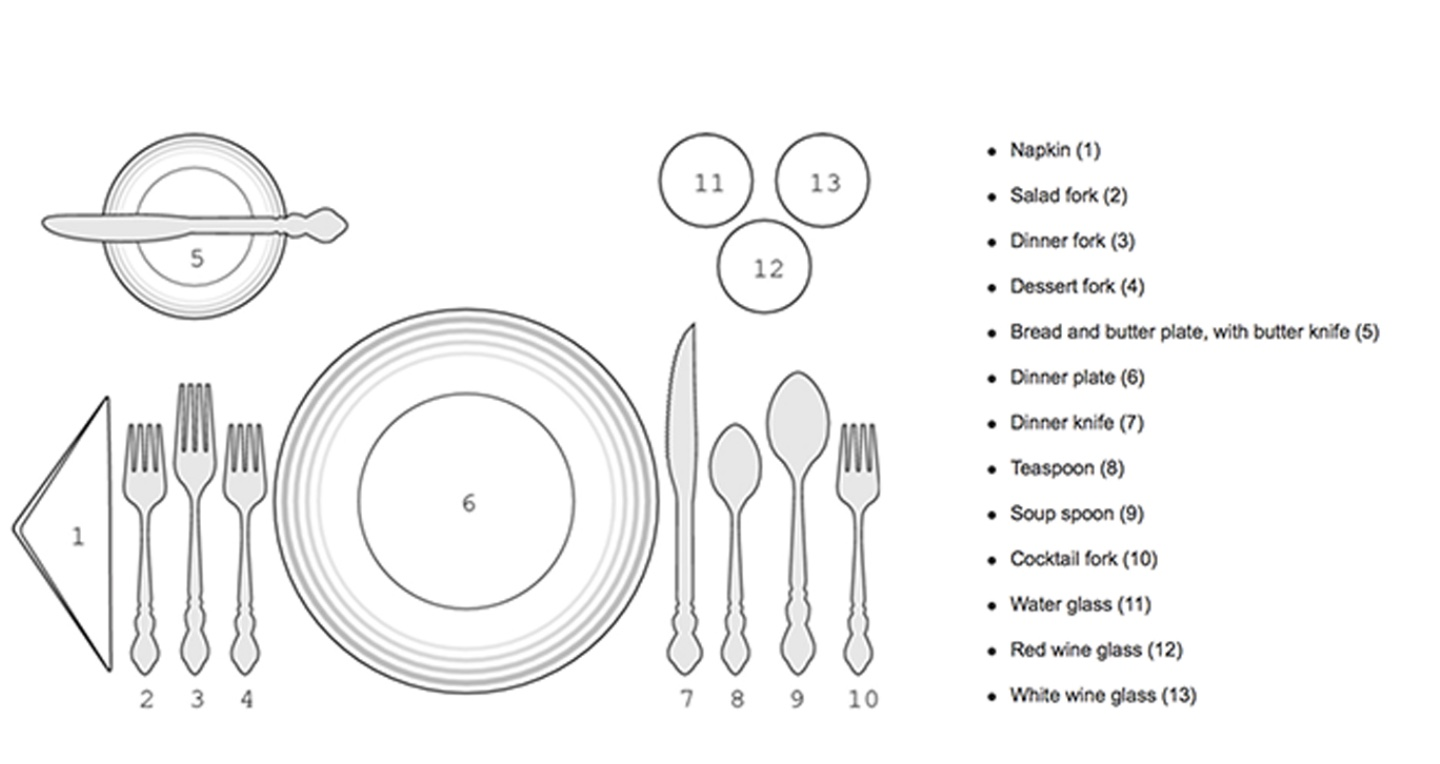 11
13
12
5
6
1
2 3 4
7 8 9 10
• Napkin (1)
• Salad fork (2)
• Dinner fork (3)
• Dessert fork (4)
• Bread and butter plate, with butter knife (5)
• Dinner plate (6)
• Dinner knife (7)
• Teaspoon (8)
• Soup spoon (9)
• Cocktail fork (10)
• Water glass (11)
• Red wine glass (12)
• White wine glass (13)